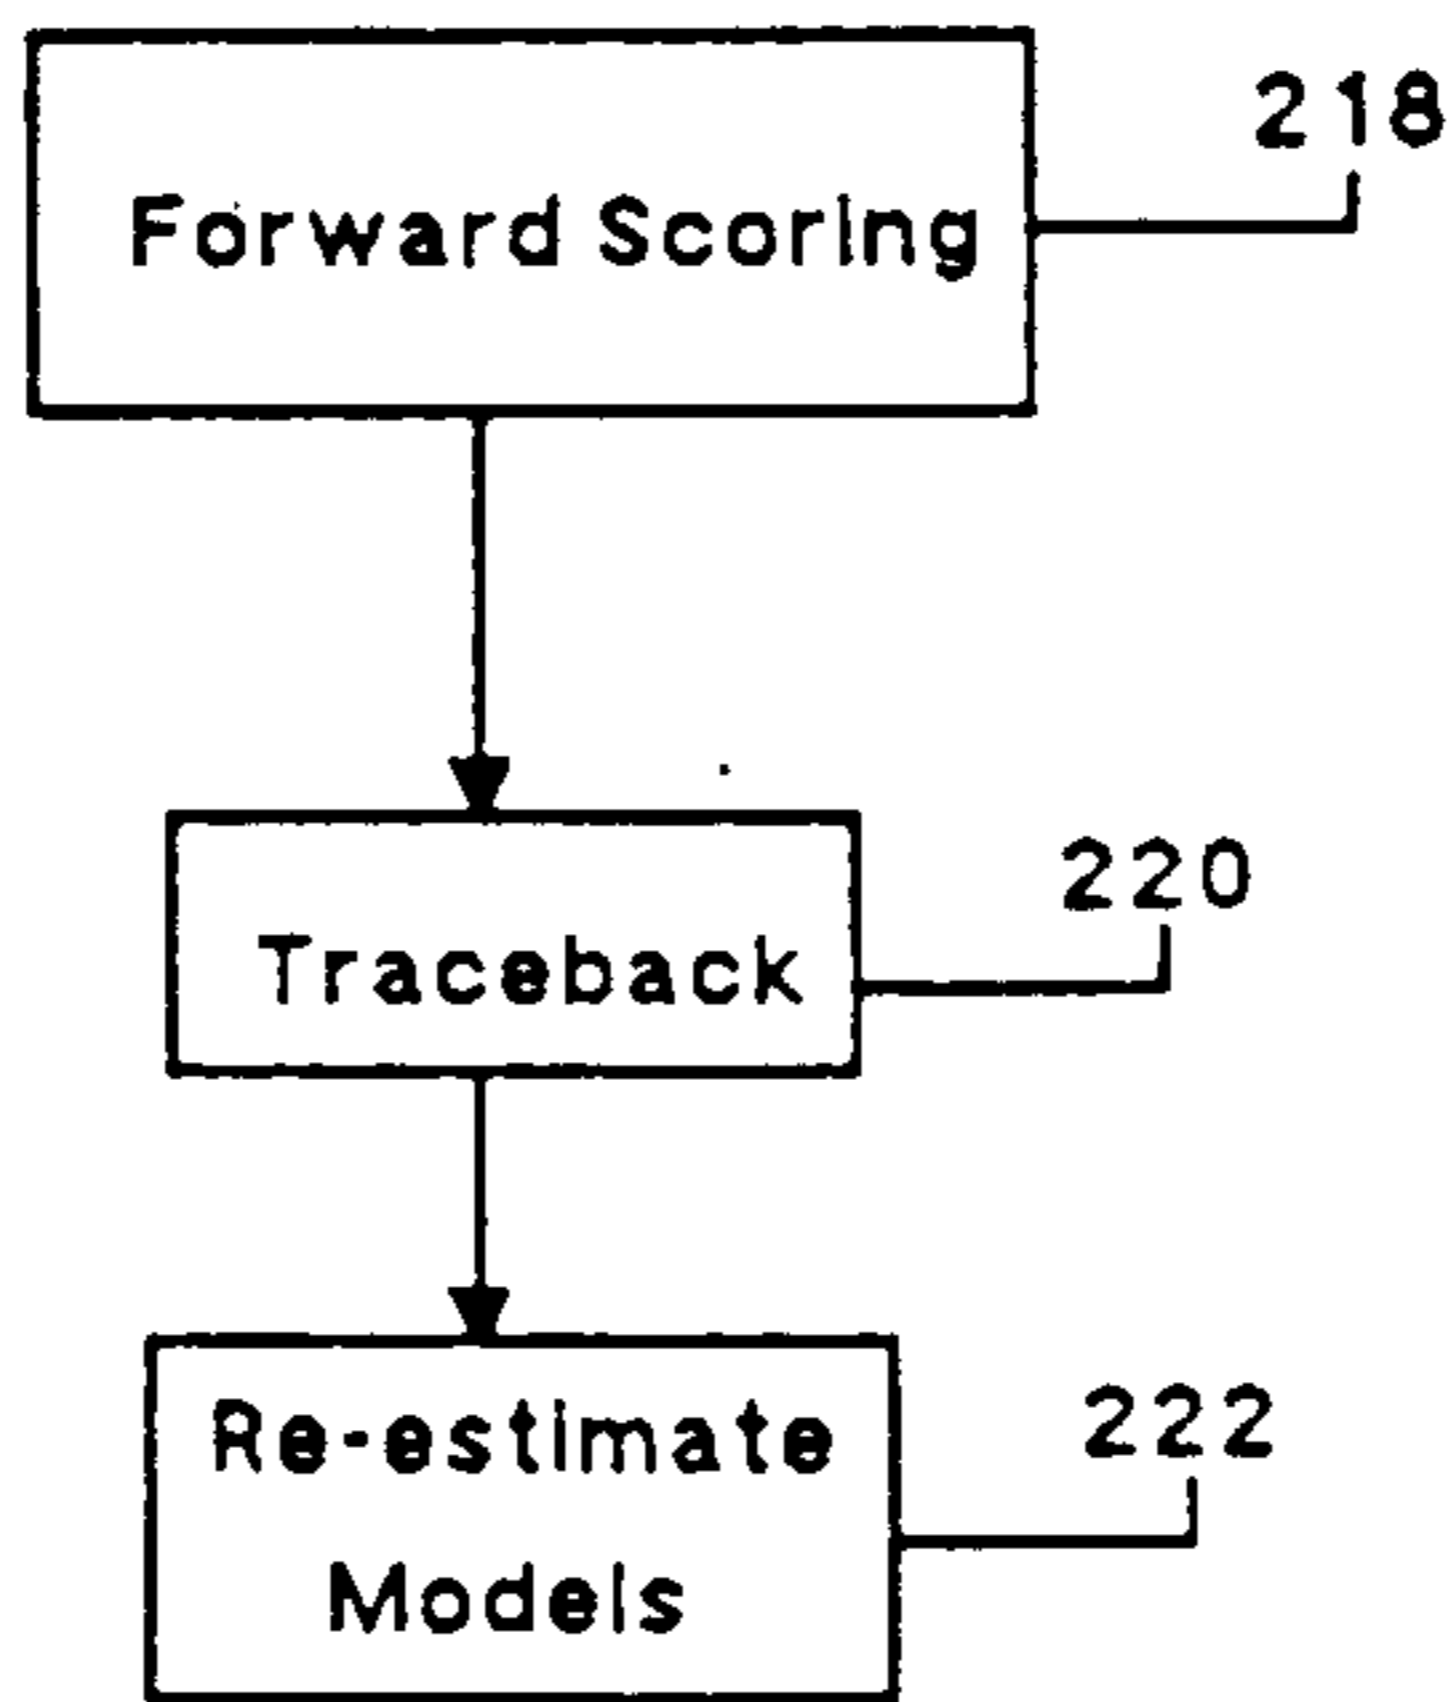 218
Forward Scoring
220
Traceback
222
Re-estimate
Models